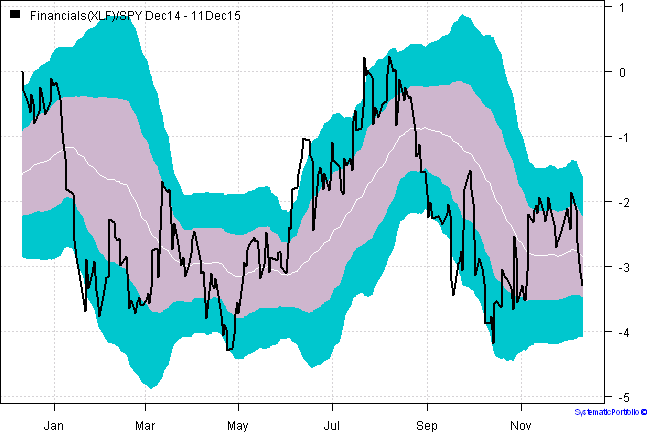 Financials(XLF)/SPY Dec14 - 11Dec15
1
0
-1
-2
-3
-4
-5
Jan Mar May Jul Sep Nov
SystematicPortfolio ©